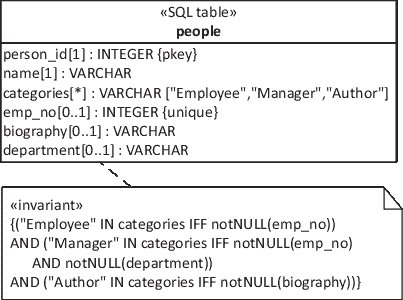 «SQL table»
people
person_id[1] : INTEGER {pkey}
name[1] : VARCHAR
categories[*] : VARCHAR ["Employee","Manager","Author"]
emp_no[0..1] : INTEGER {unique}
biography[0..1] : VARCHAR
department[0..1] : VARCHAR
«invariant»
{("Employee" IN categories IFF notNULL(emp_no))
AND ("Manager" IN categories IFF notNULL(emp_no)
AND notNULL(department))
AND ("Author" IN categories IFF notNULL(biography))}